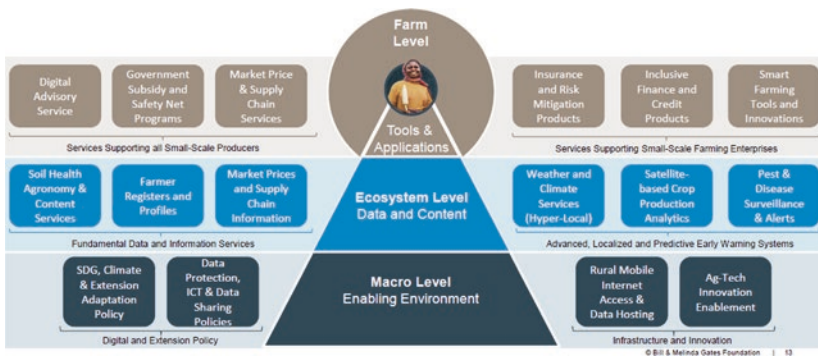 Farm
Level
Tools &
Applications
Digital
Advisory
Service
Government
Subsidy and
Safety Net
Programs
Market Price
& Supply
Chain
Services
Services Supporting all Small-Scale Producers
Insurance
and Risk
Mitigation
Products
Inclusive
Finance and
Credit
Products
Smart
Farming
Tools and
Innovations
Services Supporting Small-Scale Farming Enterprises
Soil Health
Agronomy &
Content
Services
Farmer
Registers and
Profiles
Market Prices
and Supply
Chain
Information
Fundamental Data and Information Services
Ecosystem Level
Data and Content
Weather and
Climate
Services
(Hyper-Local)
Satellite-
based Crop
Production
Analytics
Pest &
Disease
Surveillance
& Alerts
Advanced, Localized and Predictive Early Warning Systems
SDG, Climate
& Extension
Adaptation
Policy
Data
Protection,
ICT & Data
Sharing
Policies
Digital and Extension Policy
Macro Level
Enabling Environment
Rural Mobile
Internet
Access &
Data Hosting
Ag-Tech
Innovation
Enablement
Infrastructure and Innovation
© Bill & Melinda Gates Foundation | 13